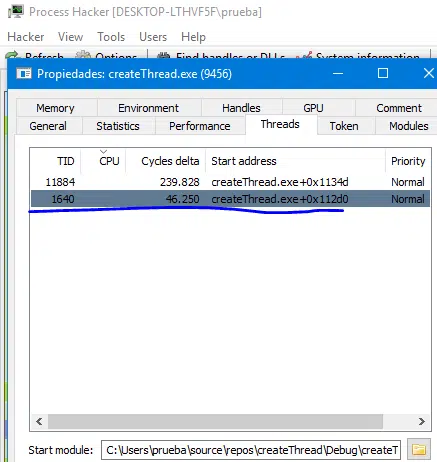 Process Hacker [DESKTOP-LTHVF5F\prueba]
Hacker View Tools Users Help
Refresh Options Find handles or DLLs System information
Propiedades: createThread.exe (9456)
Memory Environment Handles GPU Comment
General Statistics Performance Threads Token Modules
TID CPU Cycles delta Start address Priority
11884 239.828 createThread.exe+0x1134d Normal
1640 46.250 createThread.exe+0x112d0 Normal
Start module: C:\Users\prueba\source\repos\createThread\Debug\createT